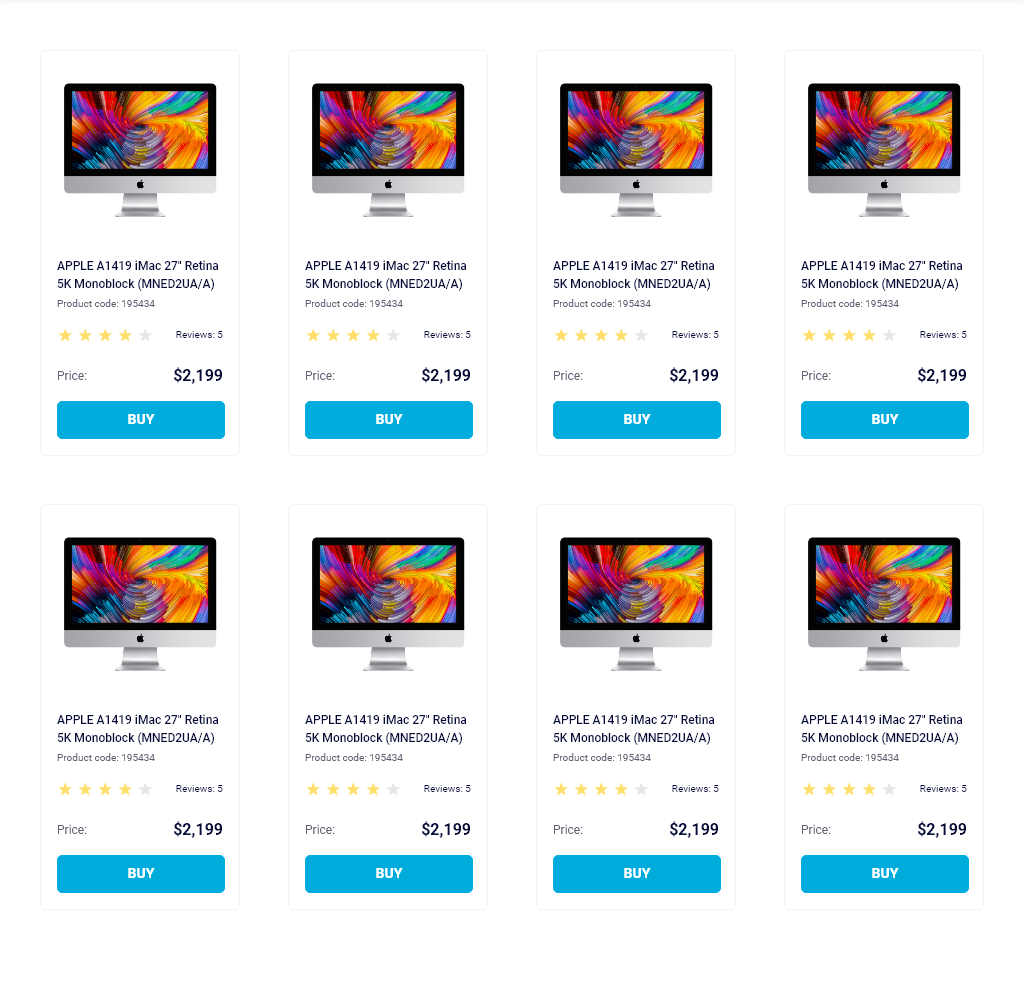 APPLE A1419 iMac 27" Retina
5K Monoblock (MNED2UA/A)
Product code: 195434
Reviews: 5
Price: $2,199
BUY
APPLE A1419 iMac 27" Retina
5K Monoblock (MNED2UA/A)
Product code: 195434
Reviews: 5
Price: $2,199
BUY
APPLE A1419 iMac 27" Retina
5K Monoblock (MNED2UA/A)
Product code: 195434
Reviews: 5
Price: $2,199
BUY
APPLE A1419 iMac 27" Retina
5K Monoblock (MNED2UA/A)
Product code: 195434
Reviews: 5
Price: $2,199
BUY
APPLE A1419 iMac 27" Retina
5K Monoblock (MNED2UA/A)
Product code: 195434
Reviews: 5
Price: $2,199
BUY
APPLE A1419 iMac 27" Retina
5K Monoblock (MNED2UA/A)
Product code: 195434
Reviews: 5
Price: $2,199
BUY
APPLE A1419 iMac 27" Retina
5K Monoblock (MNED2UA/A)
Product code: 195434
Reviews: 5
Price: $2,199
BUY
APPLE A1419 iMac 27" Retina
5K Monoblock (MNED2UA/A)
Product code: 195434
Reviews: 5
Price: $2,199
BUY